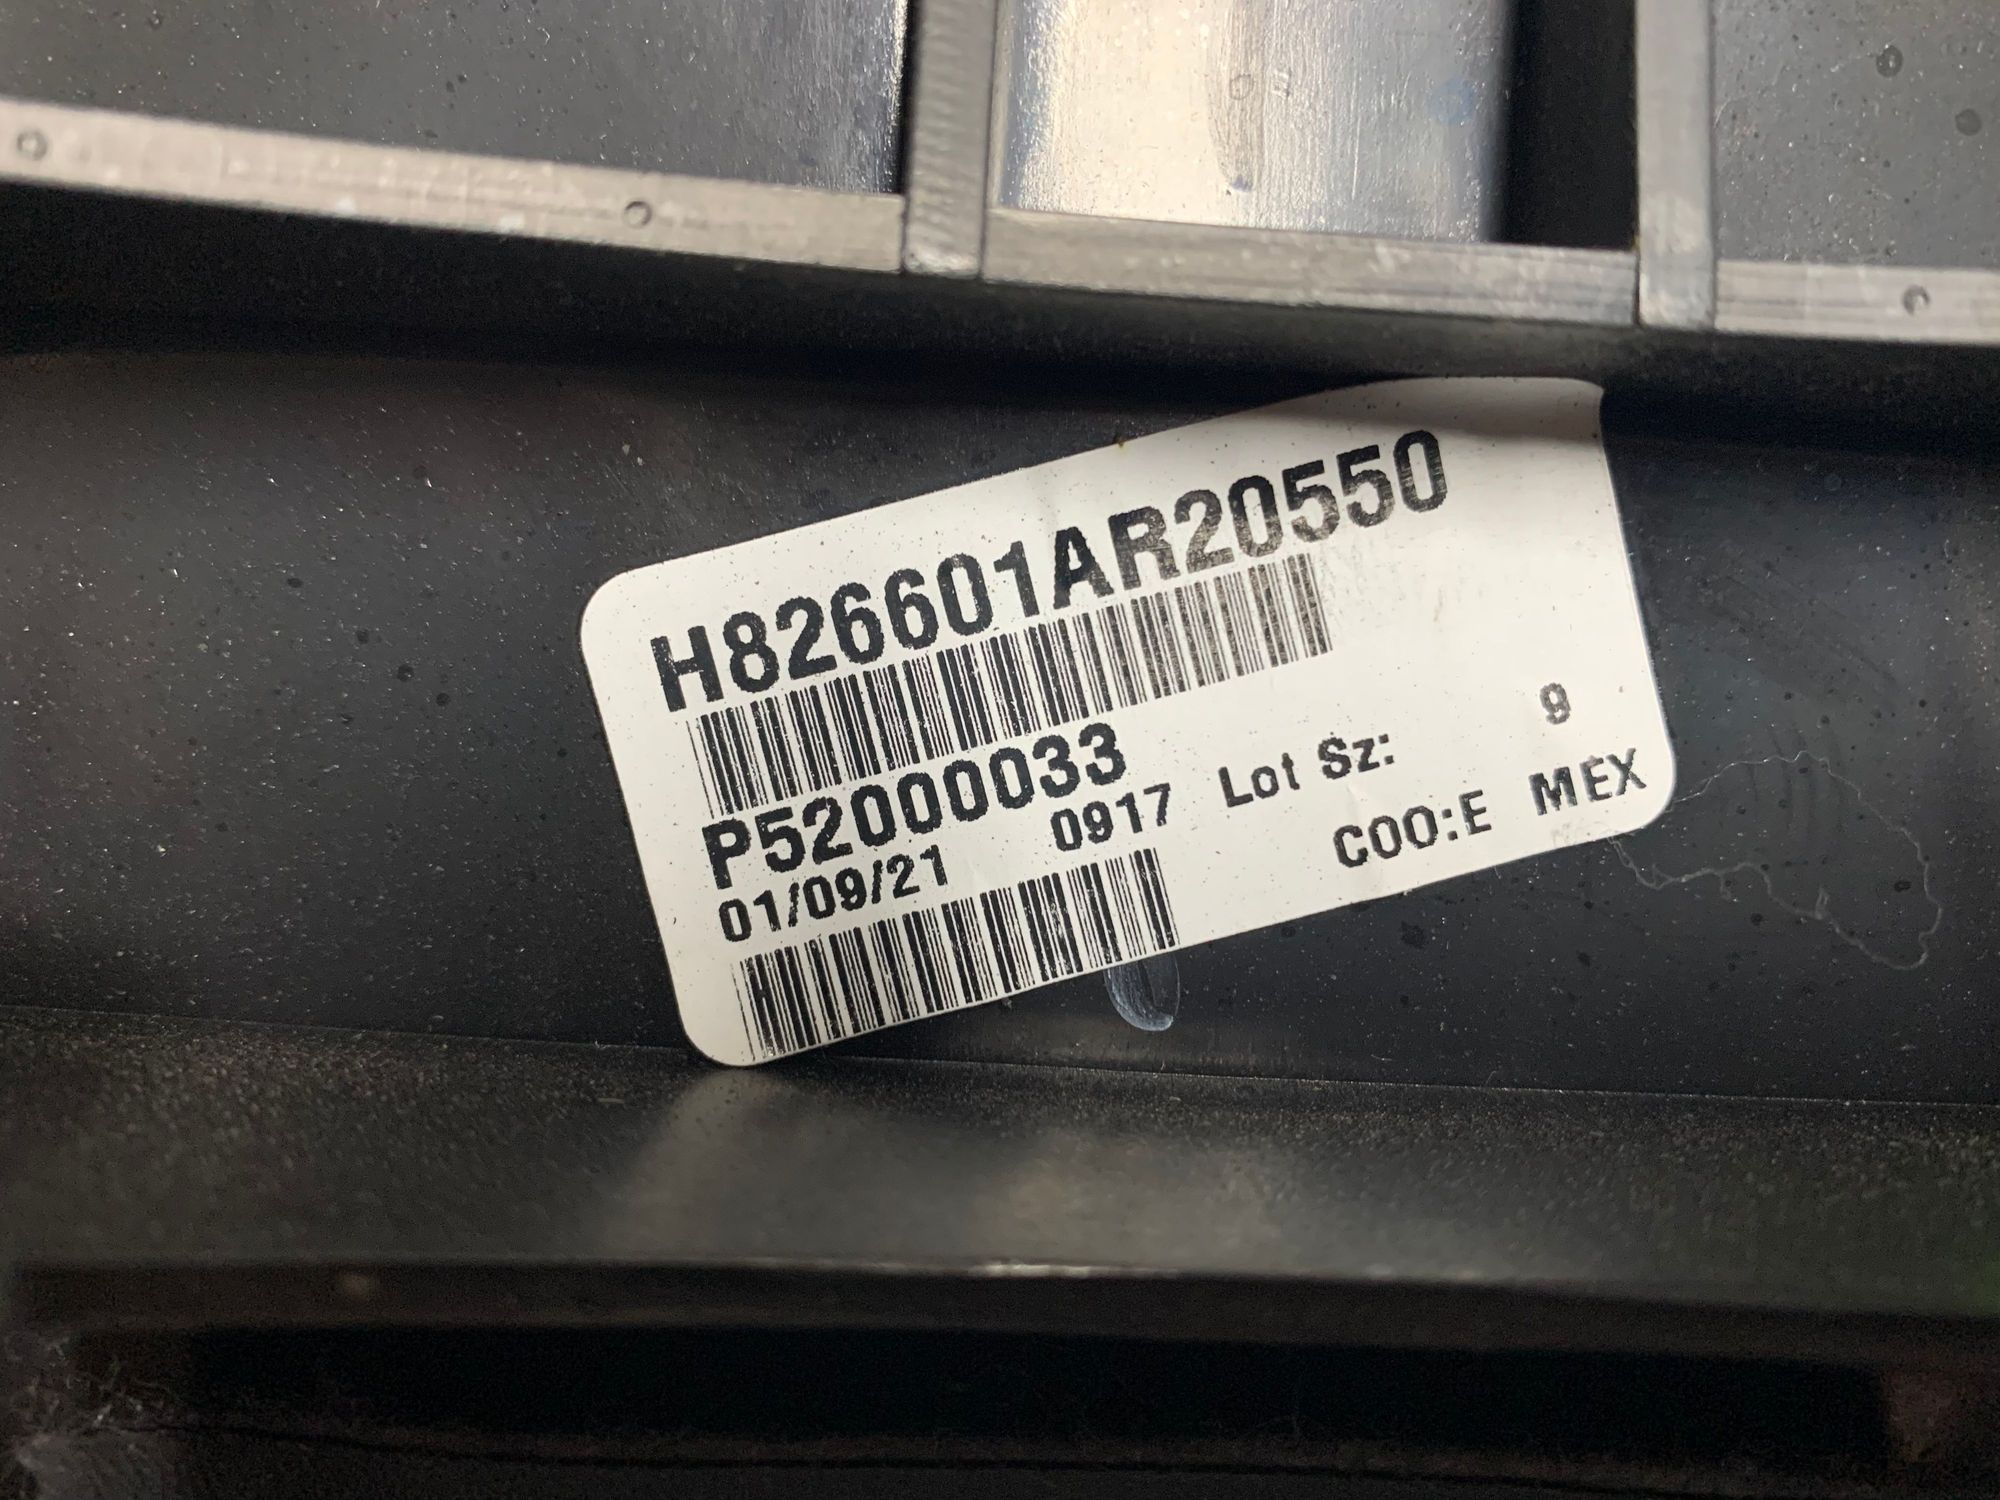 H826601AR20550
P52000033
01/09/21 0917 Lot Sz: 9
COO:E MEX